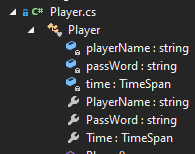 C# Player.cs
Player
playerName : string
passWord : string
time : TimeSpan
PlayerName : string
PassWord : string
Time : TimeSpan